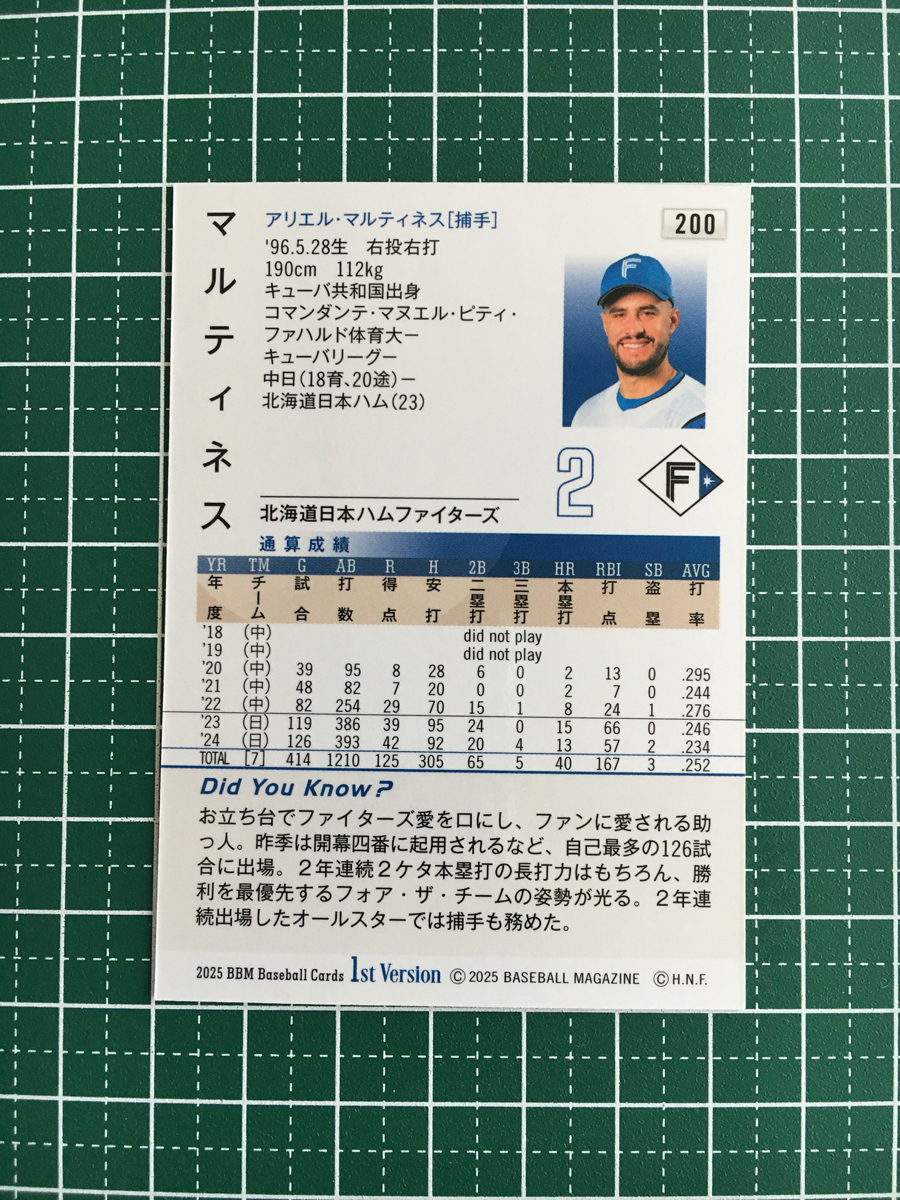 マルティネス
アリエル・マルティネス[捕手]
200
'96.5.28生　右投右打
190cm　112kg
キューバ共和国出身
コマンダンテ・マヌエル・ピティ・
ファハルド体育大ー
キューバリーグー
中日(18育、20途)ー
北海道日本ハム(23)
F
2
F
北海道日本ハムファイターズ
通算成績
YR TM G AB R H 2B 3B HR RBI SB AVG
年度 チーム 試合 打数 得点 安打 二塁打 三塁打 本塁打 打点 盗塁 打率
'18 (中) did not play
'19 (中) did not play
'20 (中) 39 95 8 28 6 0 2 13 0 .295
'21 (中) 48 82 7 20 0 0 2 7 0 .244
'22 (中) 82 254 29 70 15 1 8 24 1 .276
'23 (日) 119 386 39 95 24 0 15 66 0 .246
'24 (日) 126 393 42 92 20 4 13 57 2 .234
TOTAL [7] 414 1210 125 305 65 5 40 167 3 .252
Did You Know?
お立ち台でファイターズ愛を口にし、ファンに愛される助
っ人。昨季は開幕四番に起用されるなど、自己最多の126試
合に出場。２年連続２ケタ本塁打の長打力はもちろん、勝
利を最優先するフォア・ザ・チームの姿勢が光る。２年連
続出場したオールスターでは捕手も務めた。
2025 BBM Baseball Cards 1st Version ©2025 BASEBALL MAGAZINE ©H.N.F.